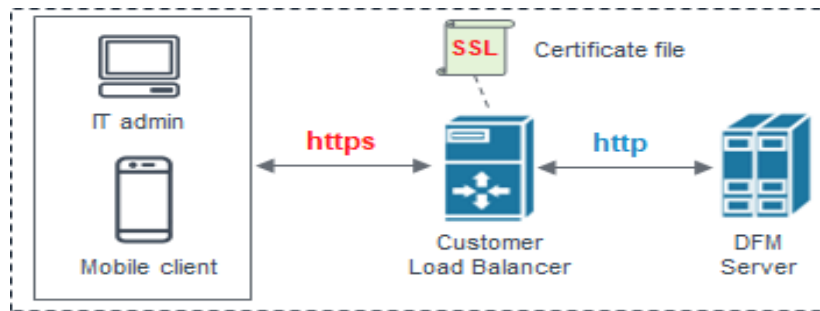 SSL
Certificate file
IT admin
https
http
Mobile client
Customer
Load Balancer
DFM
Server